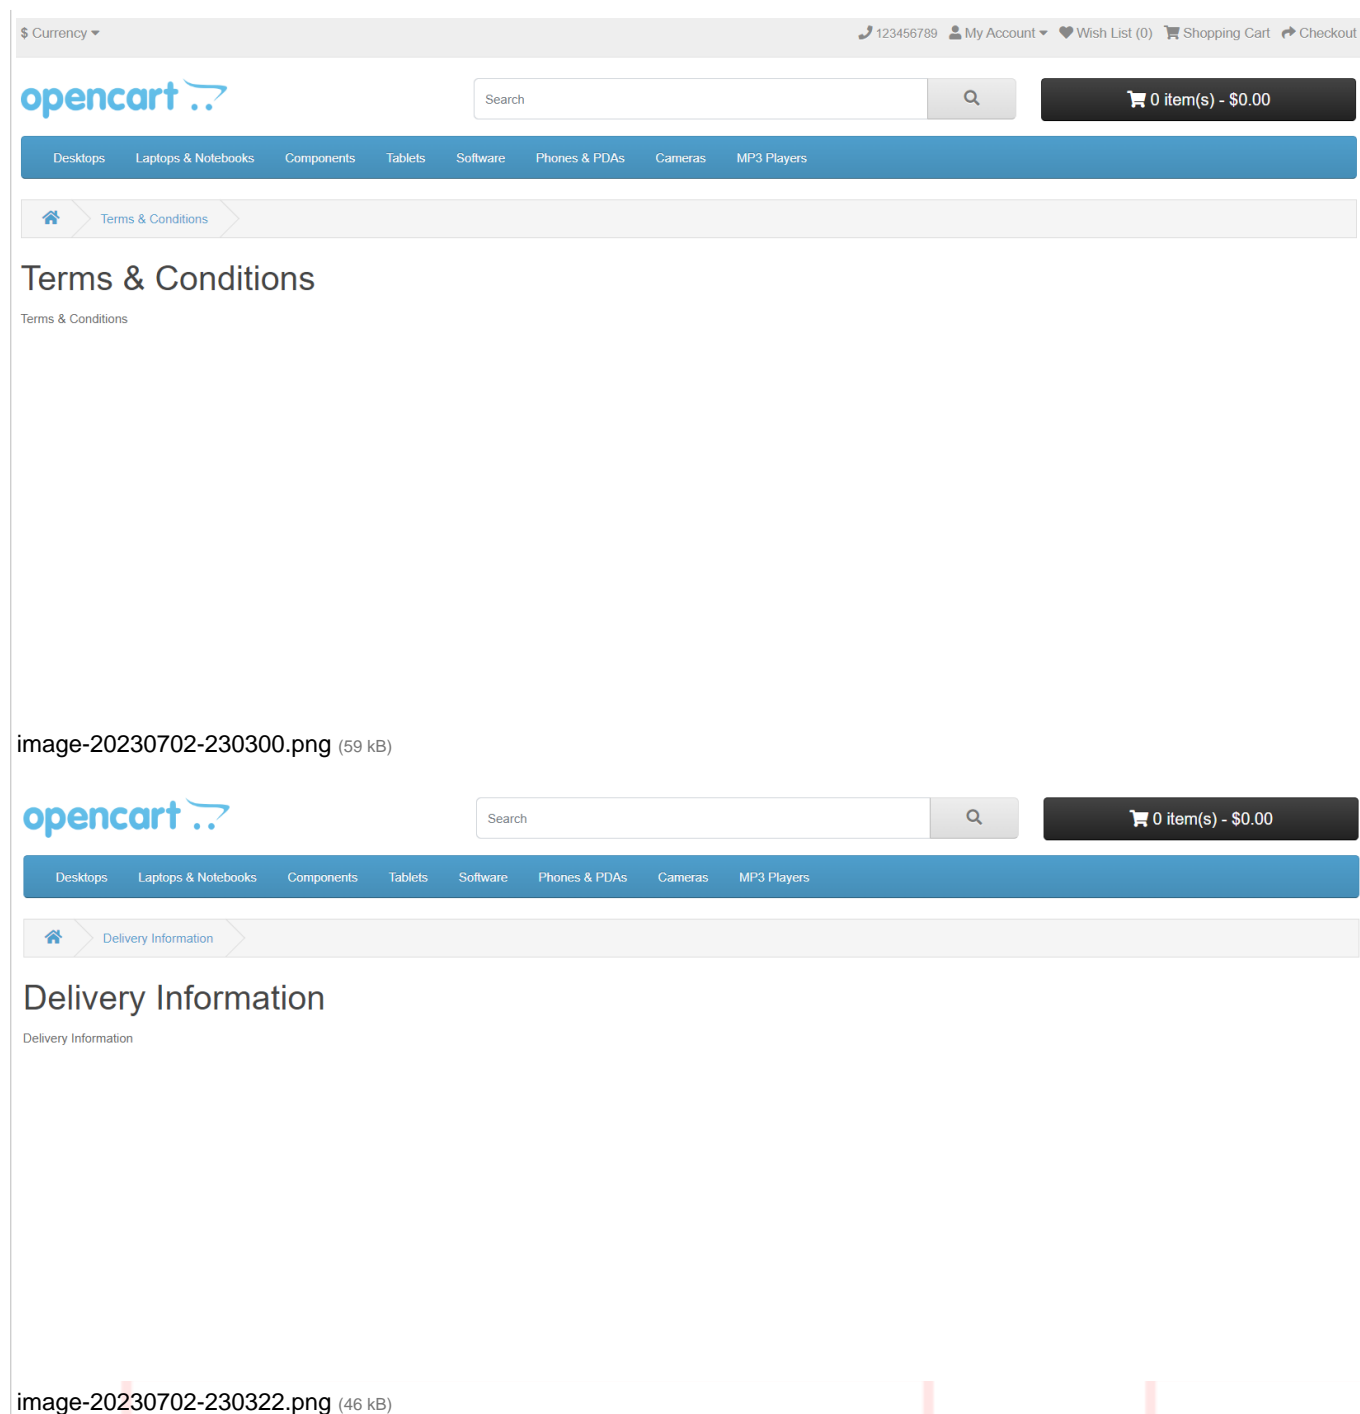 $ Currency
123456789 My Account Wish List (0) Shopping Cart Checkout
opencart
Search
0 item(s) - $0.00
Desktops Laptops & Notebooks Components Tablets Software Phones & PDAs Cameras MP3 Players
Terms & Conditions
Terms & Conditions
Terms & Conditions
image-20230702-230300.png (59 kB)
opencart
Search
0 item(s) - $0.00
Desktops Laptops & Notebooks Components Tablets Software Phones & PDAs Cameras MP3 Players
Delivery Information
Delivery Information
Delivery Information
image-20230702-230322.png (46 kB)